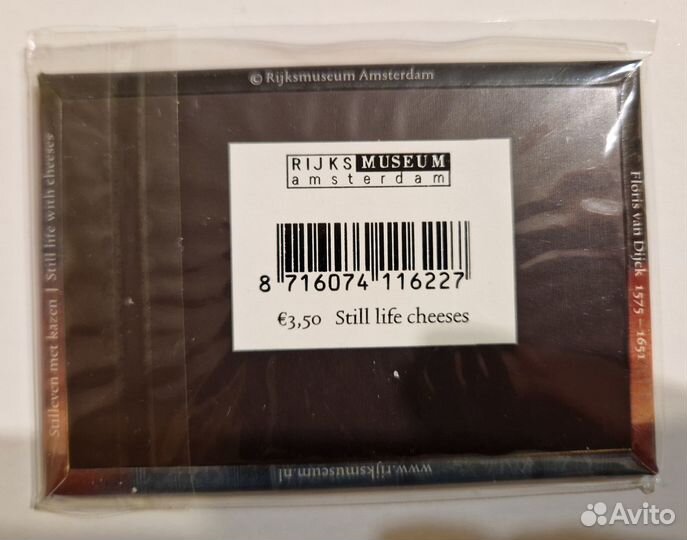 © Rijksmuseum Amsterdam
Stilleven met kazen | Still life with cheeses
RIJKS MUSEUM
amsterdam
8 716074 116227
€3,50 Still life cheeses
Floris van Dijck 1575 – 1651
www.rijksmuseum.nl
Avito